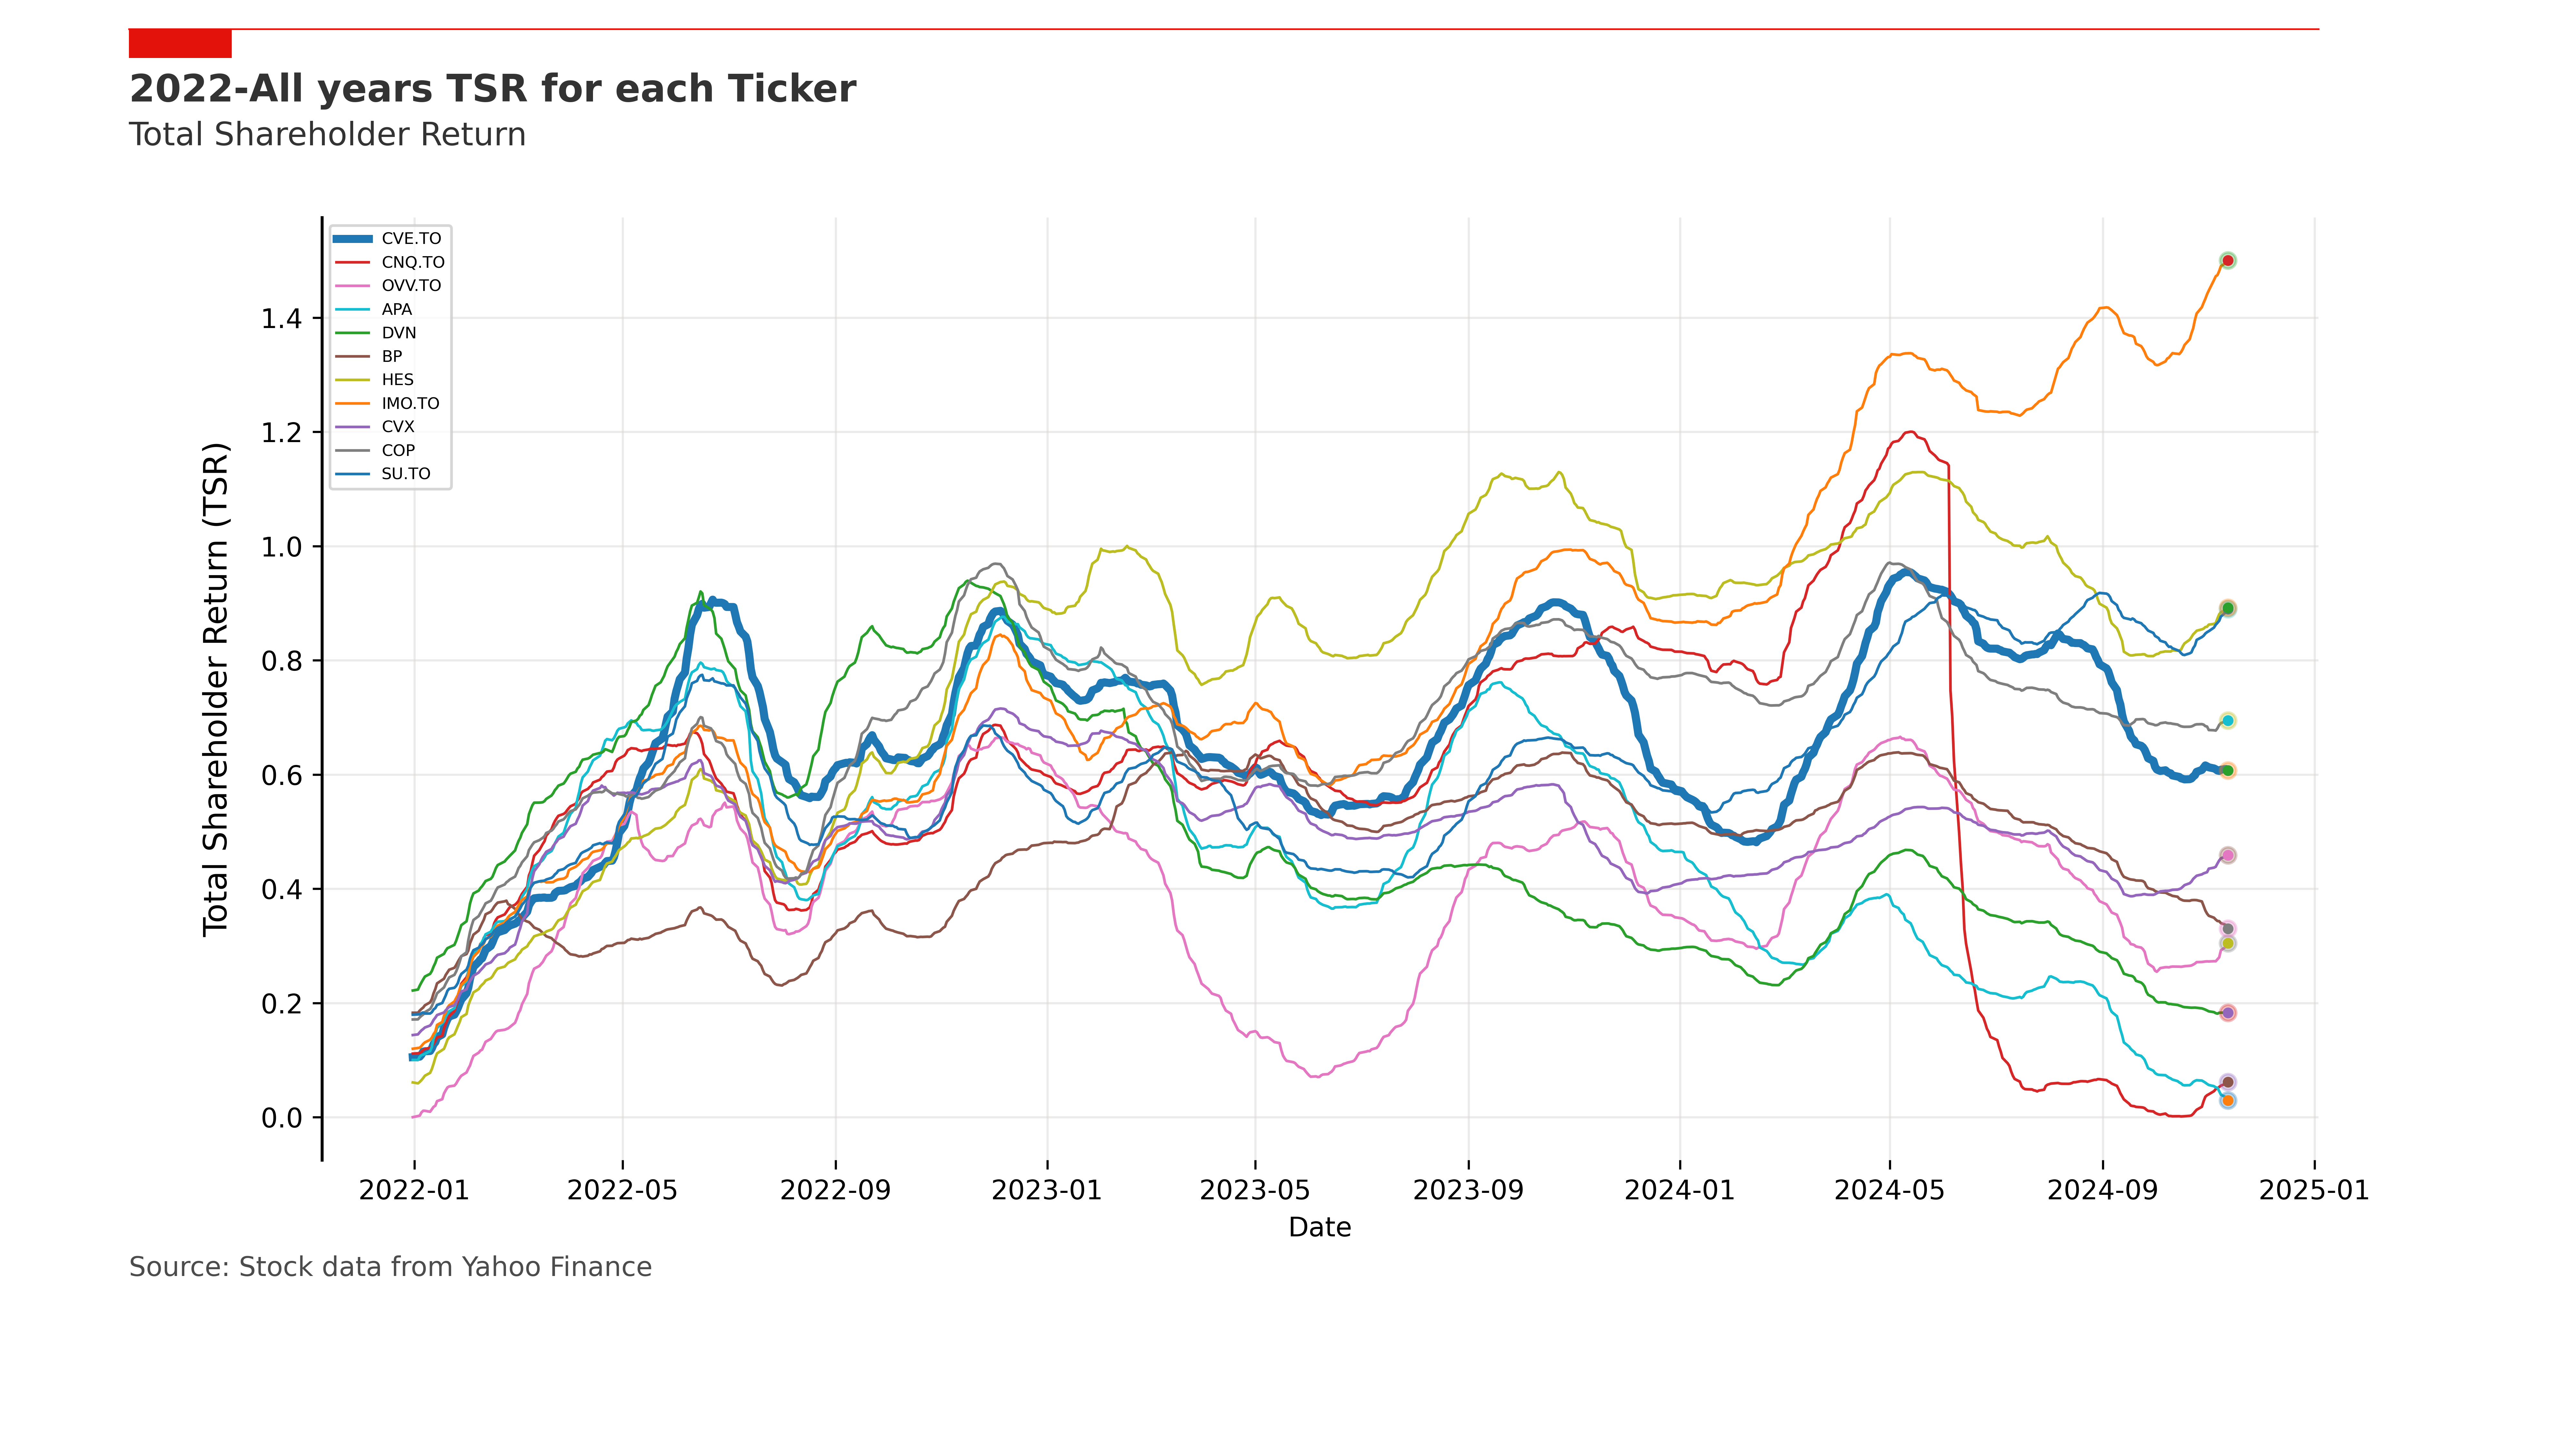 2022-All years TSR for each Ticker
Total Shareholder Return
CVE.TO
CNQ.TO
OVV.TO
APA
DVN
BP
HES
IMO.TO
CVX
COP
SU.TO
Total Shareholder Return (TSR)
1.4
1.2
1.0
0.8
0.6
0.4
0.2
0.0
2022-01
2022-05
2022-09
2023-01
2023-05
2023-09
2024-01
2024-05
2024-09
2025-01
Date
Source: Stock data from Yahoo Finance